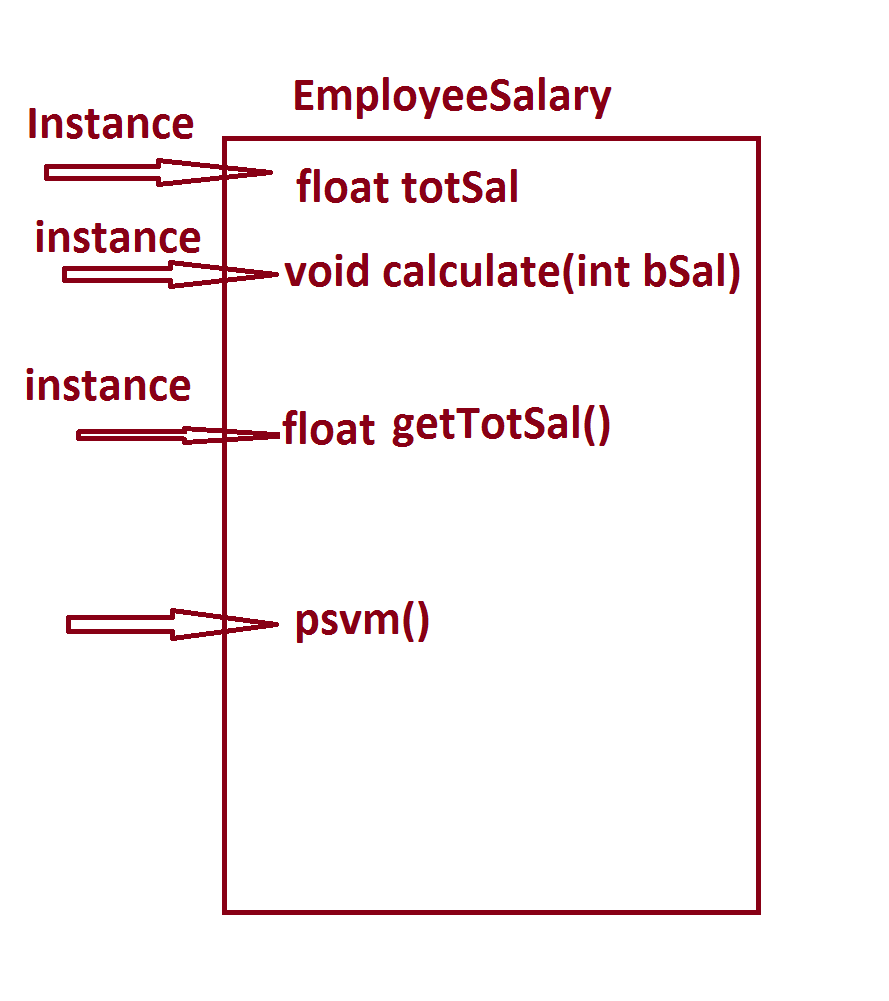 EmployeeSalary
Instance
float totSal
instance
void calculate(int bSal)
instance
float getTotSal()
psvm()